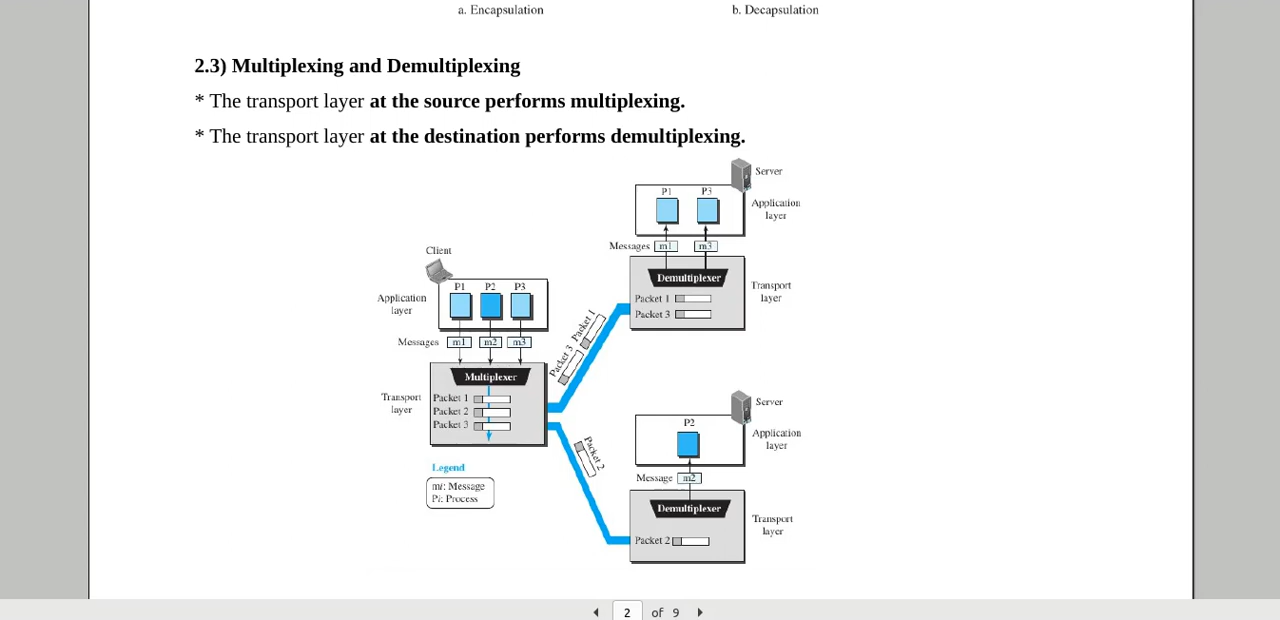 a. Encapsulation
b. Decapsulation
2.3) Multiplexing and Demultiplexing
* The transport layer at the source performs multiplexing.
* The transport layer at the destination performs demultiplexing.
Server
P1 P3
Application
layer
Messages m1 m3
Demultiplexer
Packet 1
Packet 3
Transport
layer
Client
P1 P2 P3
Application
layer
Messages m1 m2 m3
Multiplexer
Transport
layer
Packet 1
Packet 2
Packet 3
Packet 3
Packet 1
Packet 2
Legend
mi: Message
Pi: Process
Server
P2
Application
layer
Message m2
Demultiplexer
Packet 2
Transport
layer
2 of 9